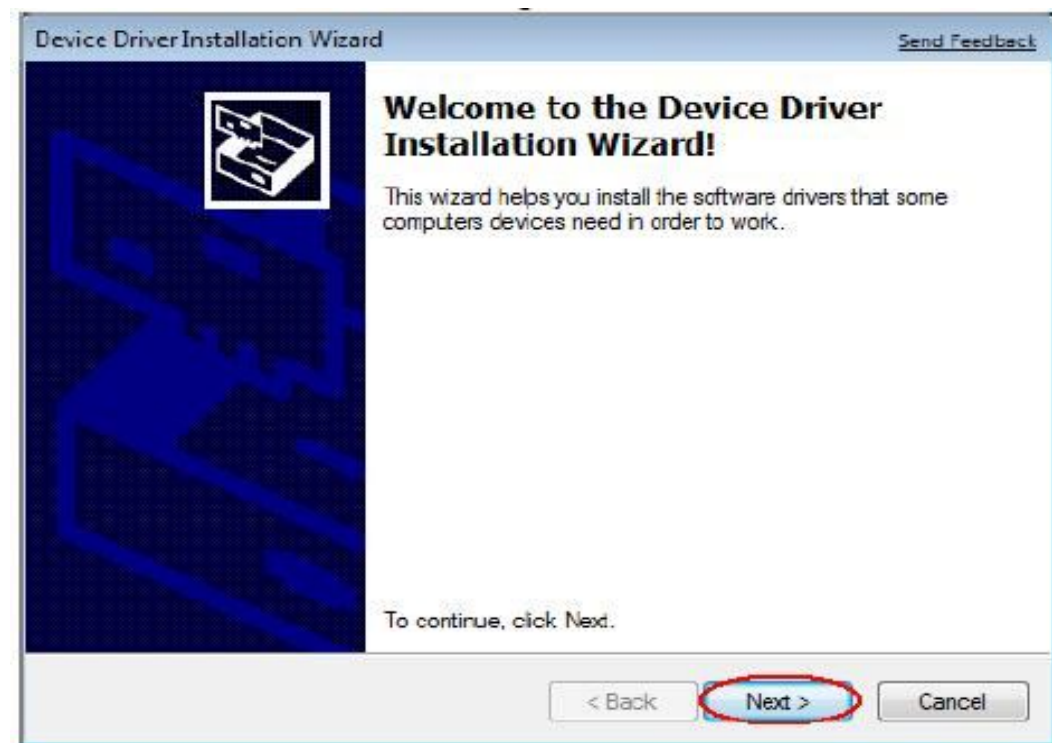 Device Driver Installation Wizard
Send Feedback
Welcome to the Device Driver
Installation Wizard!
This wizard helps you install the software drivers that some
computers devices need in order to work.
To continue, click Next.
< Back
Next >
Cancel